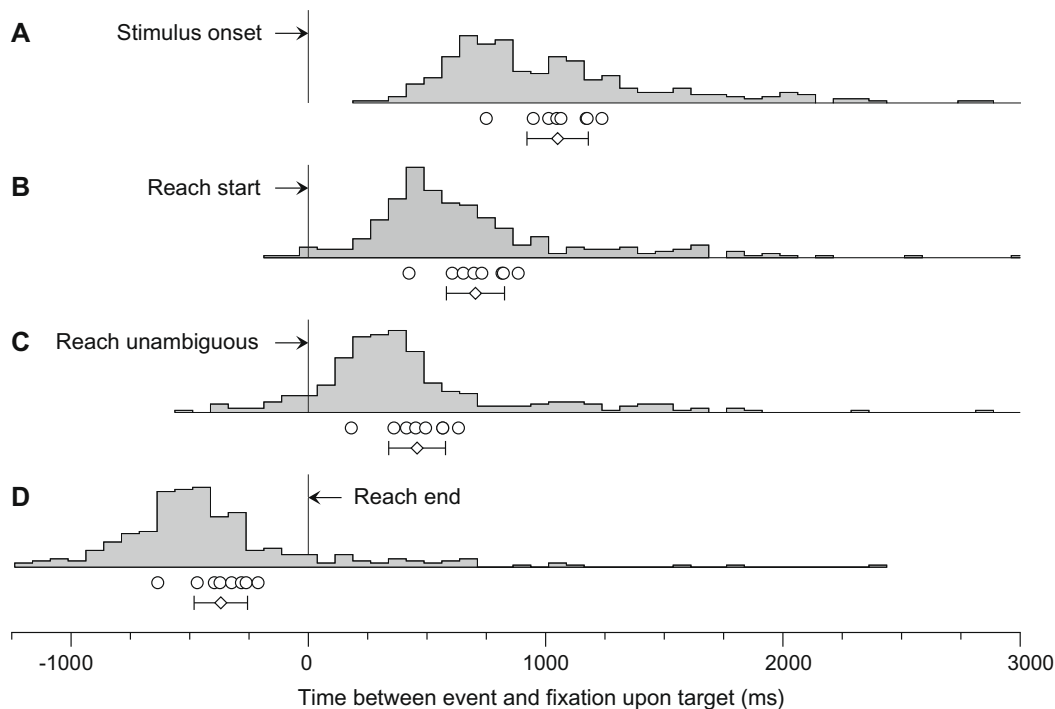 A
Stimulus onset
B
Reach start
C
Reach unambiguous
D
Reach end
-1000 0 1000 2000 3000
Time between event and fixation upon target (ms)